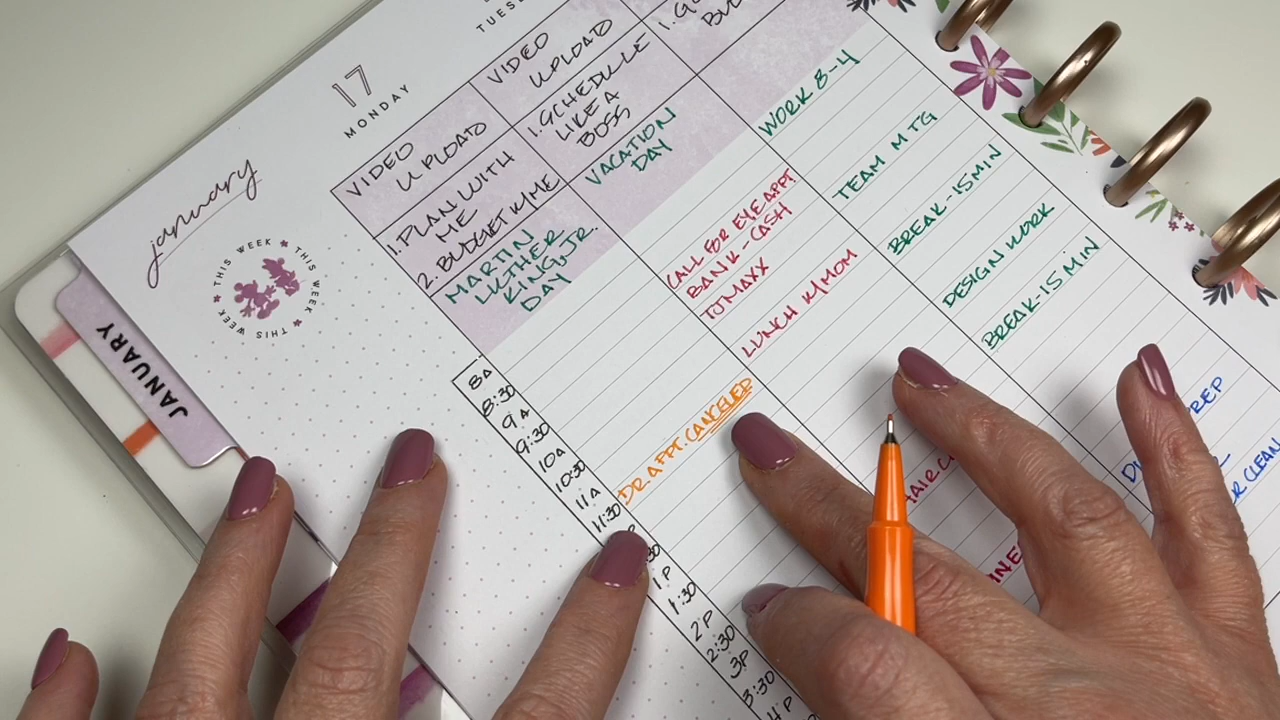 january
THIS WEEK ★ THIS WEEK ★ THIS WEEK ★ THIS WEEK ★
JANUARY
17
MONDAY
VIDEO
UPLOAD
1. PLAN WITH
ME
2. BUDGET W/ME
MARTIN
LUTHER
KING, JR.
DAY
VIDEO
UPLOAD
1. SCHEDULE
LIKE A
BOSS
VACATION
DAY
8A
8:30
9A
9:30
10A
10:30
11A
11:30
1P
1:30
2P
2:30
3P
3:30
4P
DR. APPT. CANCELED
CALL FOR EYE APPT
BANK - CASH
TJMAXX
LUNCH W/MOM
WORK 8-4
TEAM MTG
BREAK-15MIN
DESIGN WORK
BREAK-15 MIN